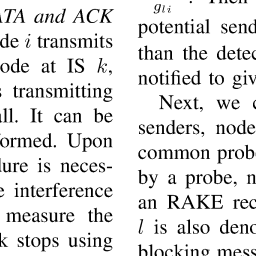 ATA and ACK
de i transmits
ode at IS k,
s transmitting
all. It can be
formed. Upon
dure is neces-
e interference
measure the
k stops using
g_{li} . Then
potential send
than the detec
notified to giv
Next, we c
senders, node
common probe
by a probe, n
an RAKE rec
l is also deno
blocking mess